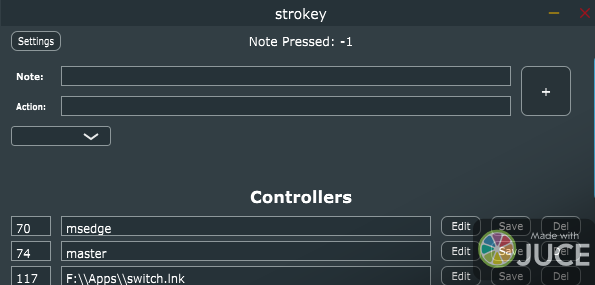 strokey
Settings
Note Pressed: -1
Note:
+
Action:
Controllers
70 msedge Edit Save Del
74 master Edit Save Del
117 F:\\Apps\\switch.lnk Edit Save Del
Made with
JUCE